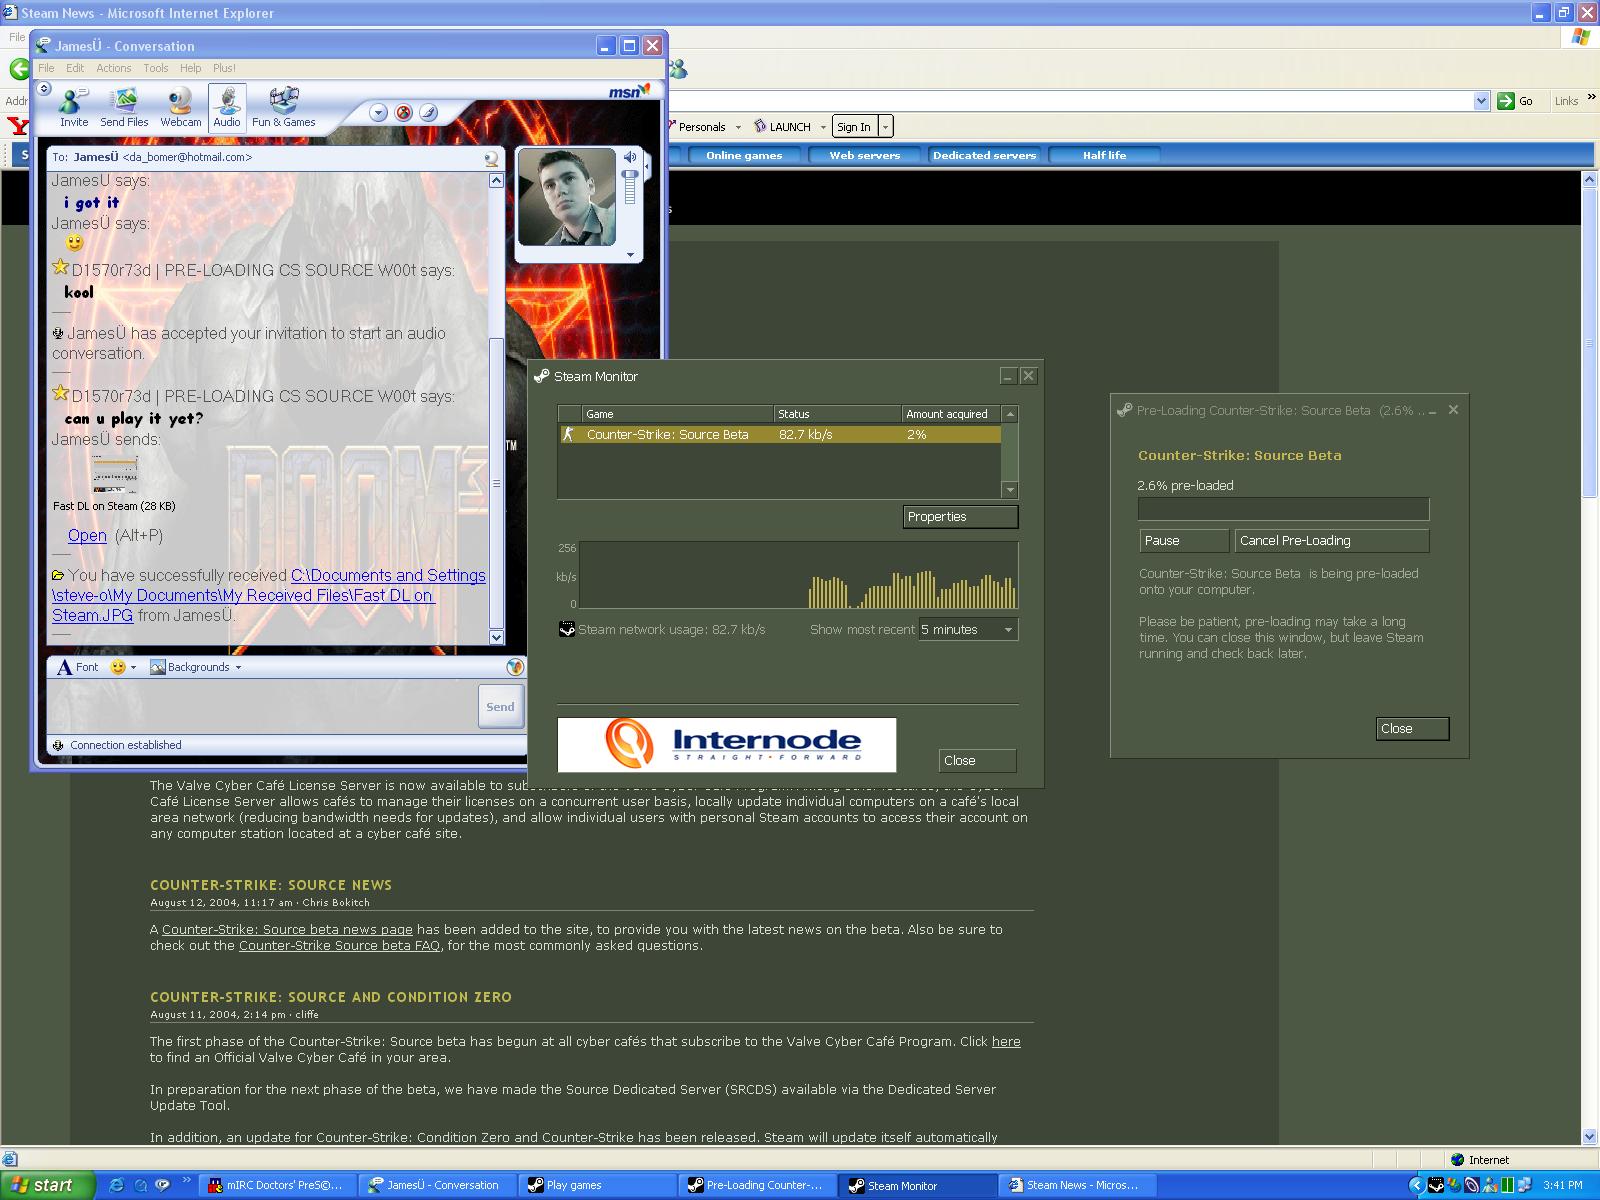 Steam News - Microsoft Internet Explorer
File
Addr
Go
Links
Personals
LAUNCH
Sign In
Online games
Web servers
Dedicated servers
Half life
JamesÜ - Conversation
File Edit Actions Tools Help Plus!
msn
Invite
Send Files
Webcam
Audio
Fun & Games
To: JamesÜ <da_bomer@hotmail.com>
JamesÜ says:
i got it
JamesÜ says:
D1570r73d | PRE-LOADING CS SOURCE W00t says:
kool
JamesÜ has accepted your invitation to start an audio
conversation.
D1570r73d | PRE-LOADING CS SOURCE W00t says:
can u play it yet?
JamesÜ sends:
Fast DL on Steam (28 KB)
Open (Alt+P)
You have successfully received C:\Documents and Settings
\steve-o\My Documents\My Received Files\Fast DL on
Steam.JPG from JamesÜ.
DOOM 3
TM
Font
Backgrounds
Send
Connection established
Steam Monitor
Game Status Amount acquired
Counter-Strike: Source Beta 82.7 kb/s 2%
Properties
256
kb/s
0
Steam network usage: 82.7 kb/s
Show most recent 5 minutes
Internode
STRAIGHT · FORWARD
Close
Pre-Loading Counter-Strike: Source Beta (2.6% ..
Counter-Strike: Source Beta
2.6% pre-loaded
Pause
Cancel Pre-Loading
Counter-Strike: Source Beta is being pre-loaded
onto your computer.
Please be patient, pre-loading may take a long
time. You can close this window, but leave Steam
running and check back later.
Close
The Valve Cyber Café License Server is now available to
Café License Server allows cafés to manage their licenses on a concurrent user basis, locally update individual computers on a café's local
area network (reducing bandwidth needs for updates), and allow individual users with personal Steam accounts to access their account on
any computer station located at a cyber café site.
COUNTER-STRIKE: SOURCE NEWS
August 12, 2004, 11:17 am · Chris Bokitch
A Counter-Strike: Source beta news page has been added to the site, to provide you with the latest news on the beta. Also be sure to
check out the Counter-Strike Source beta FAQ, for the most commonly asked questions.
COUNTER-STRIKE: SOURCE AND CONDITION ZERO
August 11, 2004, 2:14 pm · cliffe
The first phase of the Counter-Strike: Source beta has begun at all cyber cafés that subscribe to the Valve Cyber Café Program. Click here
to find an Official Valve Cyber Café in your area.
In preparation for the next phase of the beta, we have made the Source Dedicated Server (SRCDS) available via the Dedicated Server
Update Tool.
In addition, an update for Counter-Strike: Condition Zero and Counter-Strike has been released. Steam will update itself automatically
Internet
start
mIRC Doctors' PreS©...
JamesÜ - Conversation
Play games
Pre-Loading Counter-...
Steam Monitor
Steam News - Micros...
3:41 PM